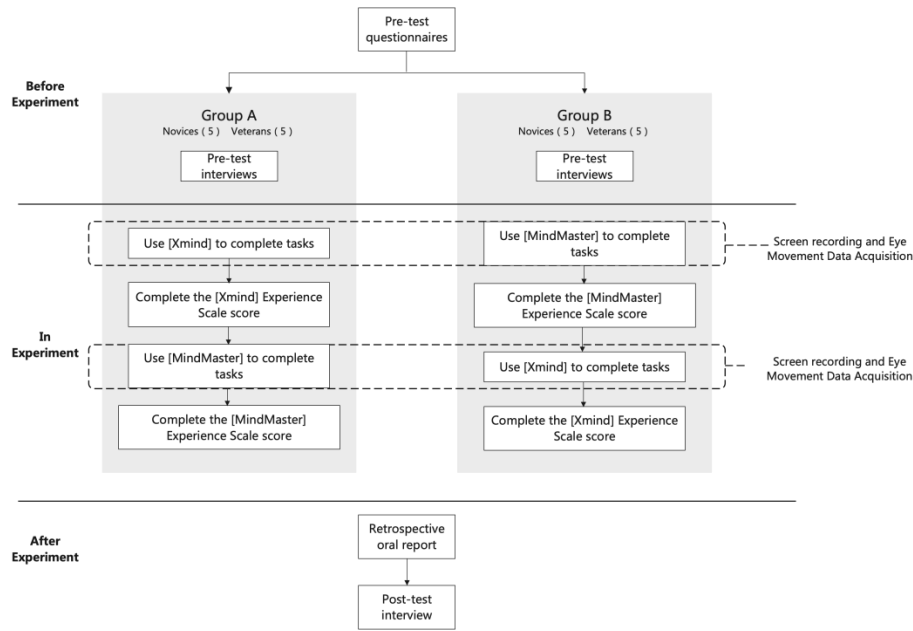 Pre-test
questionnaires
Before
Experiment
Group A
Novices ( 5 ) Veterans ( 5 )
Pre-test
interviews
Group B
Novices ( 5 ) Veterans ( 5 )
Pre-test
interviews
In
Experiment
Use [Xmind] to complete tasks
Complete the [Xmind] Experience
Scale score
Use [MindMaster] to complete
tasks
Complete the [MindMaster]
Experience Scale score
Use [MindMaster] to complete
tasks
Complete the [MindMaster]
Experience Scale score
Use [Xmind] to complete tasks
Complete the [Xmind] Experience
Scale score
Screen recording and Eye
Movement Data Acquisition
Screen recording and Eye
Movement Data Acquisition
After
Experiment
Retrospective
oral report
Post-test
interview